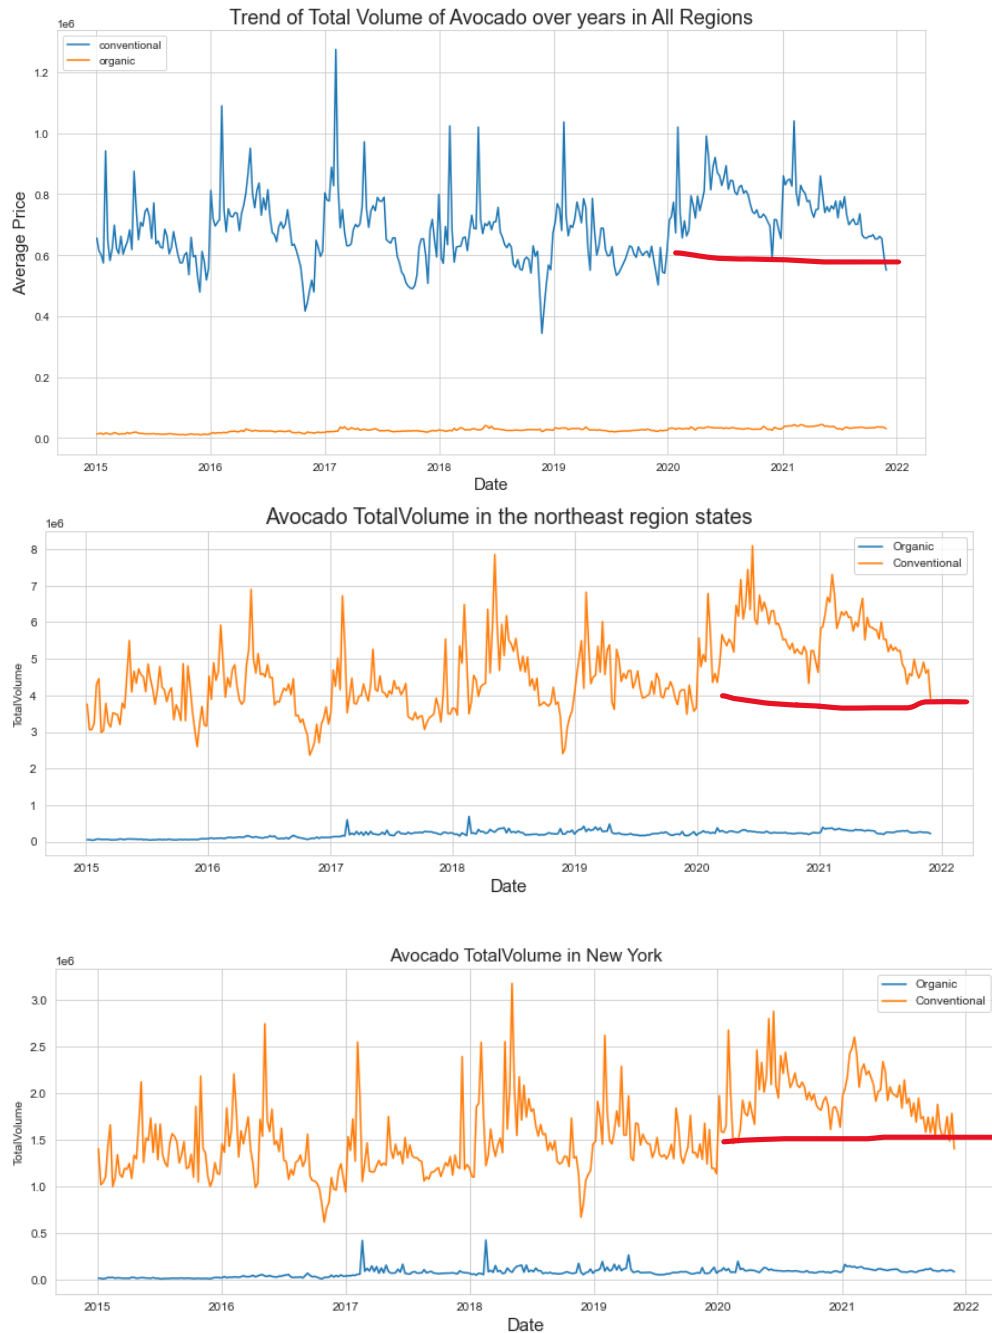 Trend of Total Volume of Avocado over years in All Regions
1e6
conventional
organic
1.2
1.0
0.8
0.6
0.4
0.2
0.0
Average Price
2015 2016 2017 2018 2019 2020 2021 2022
Date
Avocado TotalVolume in the northeast region states
1e6
Organic
Conventional
8
7
6
5
4
3
2
1
0
TotalVolume
2015 2016 2017 2018 2019 2020 2021 2022
Date
Avocado TotalVolume in New York
1e6
Organic
Conventional
3.0
2.5
2.0
1.5
1.0
0.5
0.0
TotalVolume
2015 2016 2017 2018 2019 2020 2021 2022
Date